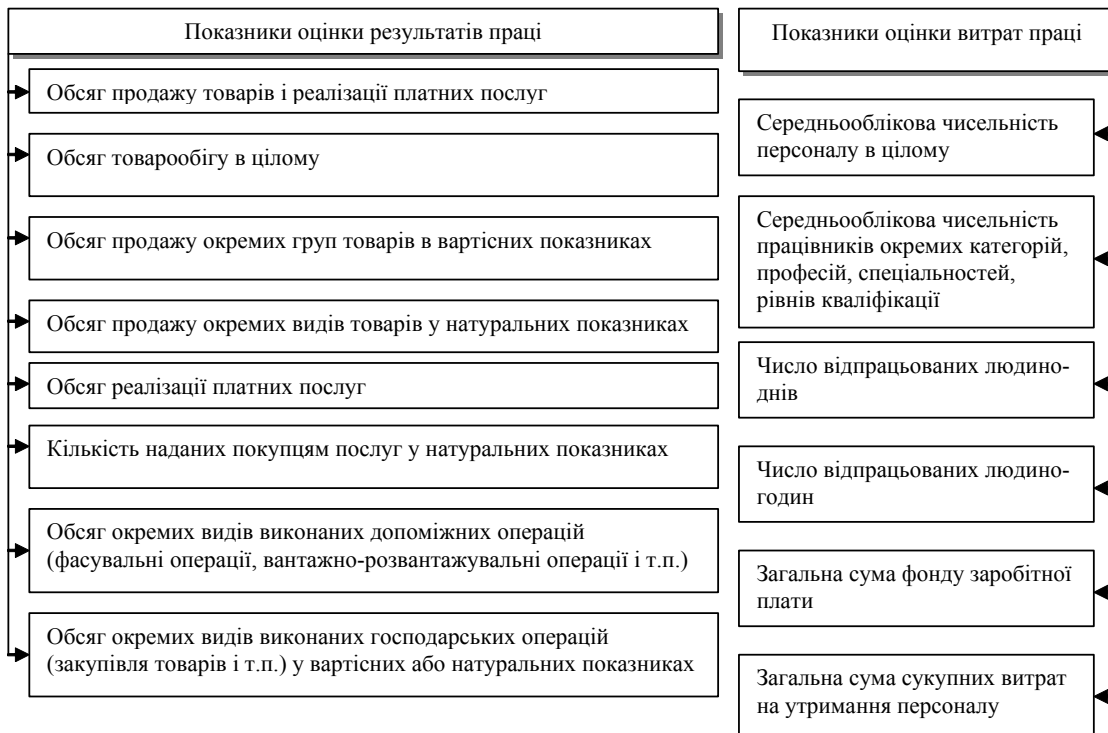 Показники оцінки результатів праці
Обсяг продажу товарів і реалізації платних послуг
Обсяг товарообігу в цілому
Обсяг продажу окремих груп товарів в вартісних показниках
Обсяг продажу окремих видів товарів у натуральних показниках
Обсяг реалізації платних послуг
Кількість наданих покупцям послуг у натуральних показниках
Обсяг окремих видів виконаних допоміжних операцій
(фасувальні операції, вантажно-розвантажувальні операції і т.п.)
Обсяг окремих видів виконаних господарських операцій
(закупівля товарів і т.п.) у вартісних або натуральних показниках
Показники оцінки витрат праці
Середньооблікова чисельність
персоналу в цілому
Середньооблікова чисельність
працівників окремих категорій,
професій, спеціальностей,
рівнів кваліфікації
Число відпрацьованих людино-
днів
Число відпрацьованих людино-
годин
Загальна сума фонду заробітної
плати
Загальна сума сукупних витрат
на утримання персоналу